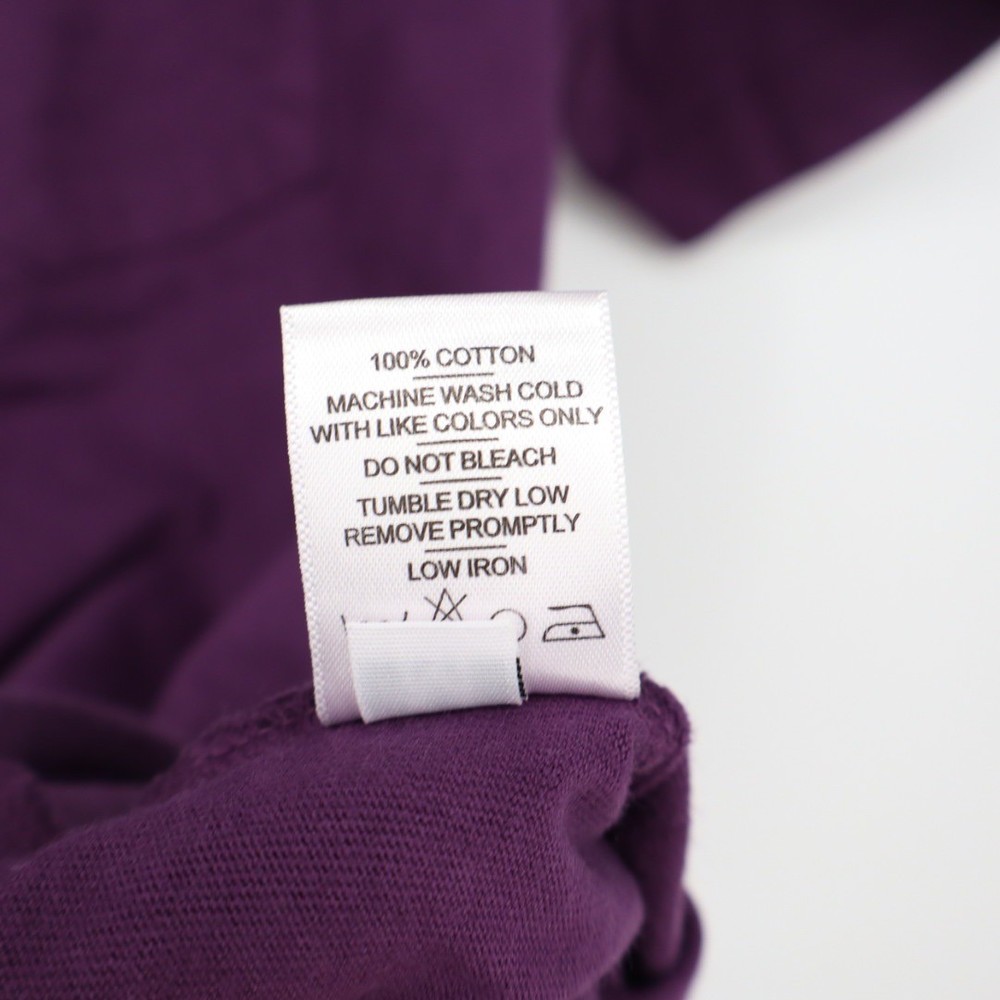 100% COTTON
MACHINE WASH COLD
WITH LIKE COLORS ONLY
DO NOT BLEACH
TUMBLE DRY LOW
REMOVE PROMPTLY
LOW IRON